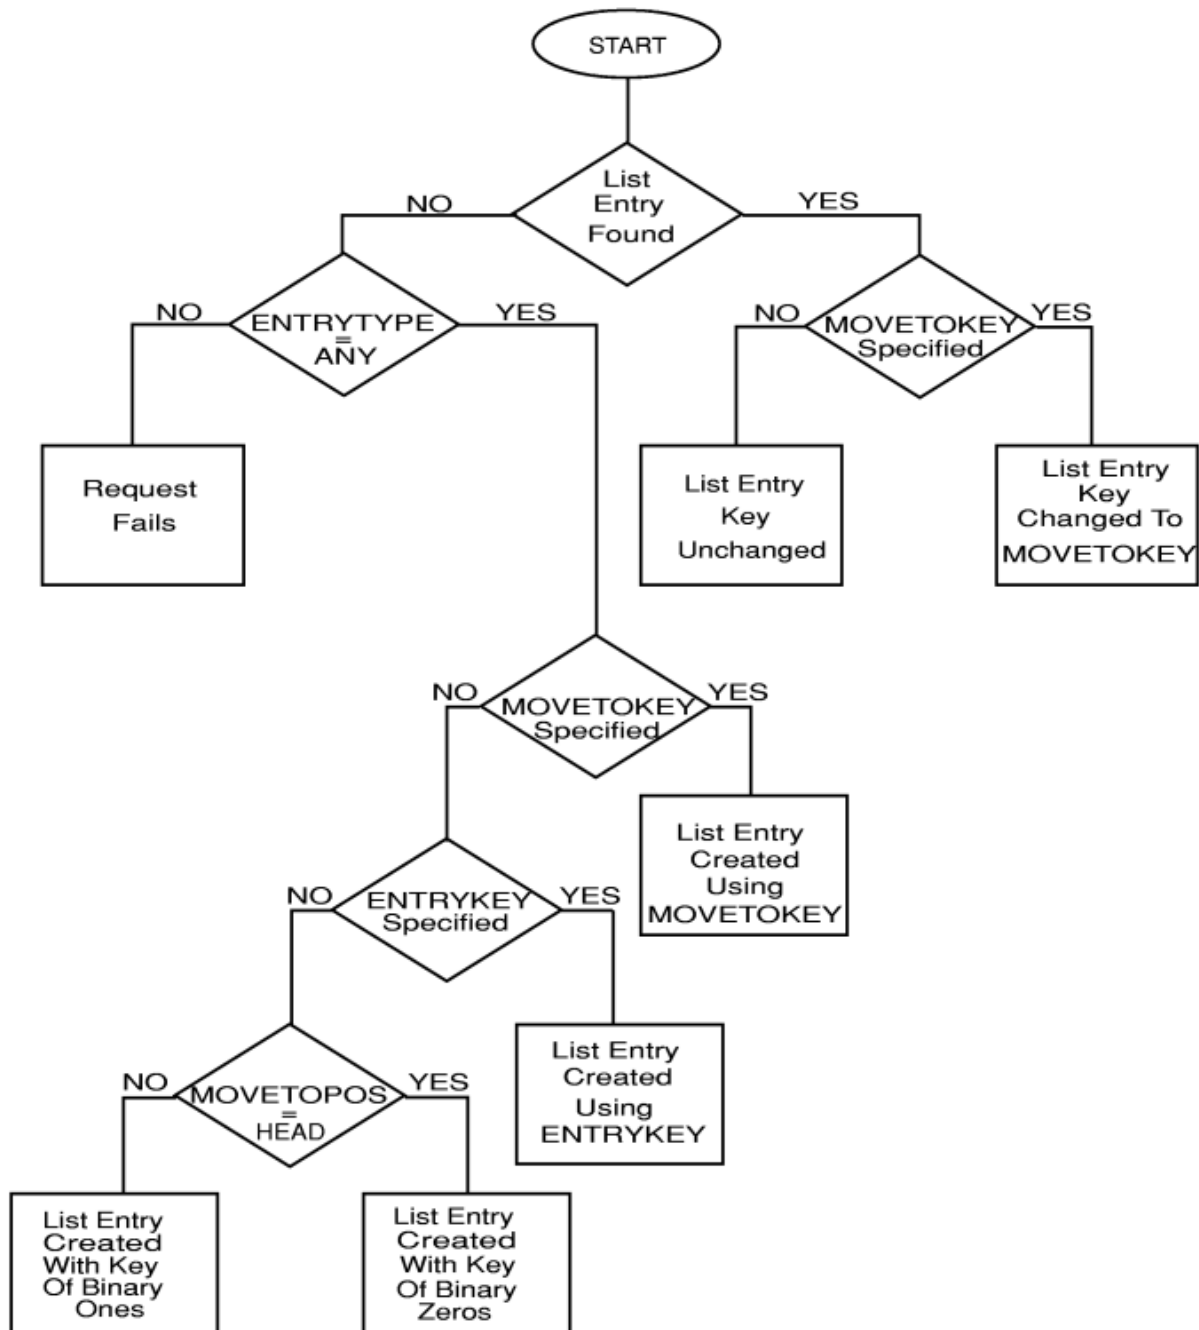 START
List
Entry
Found
NO
YES
ENTRYTYPE
=
ANY
NO
YES
MOVETOKEY
Specified
NO
YES
Request
Fails
List Entry
Key
Unchanged
List Entry
Key
Changed To
MOVETOKEY
MOVETOKEY
Specified
NO
YES
List Entry
Created
Using
MOVETOKEY
ENTRYKEY
Specified
NO
YES
List Entry
Created
Using
ENTRYKEY
MOVETOPOS
=
HEAD
NO
YES
List Entry
Created
With Key
Of Binary
Ones
List Entry
Created
With Key
Of Binary
Zeros